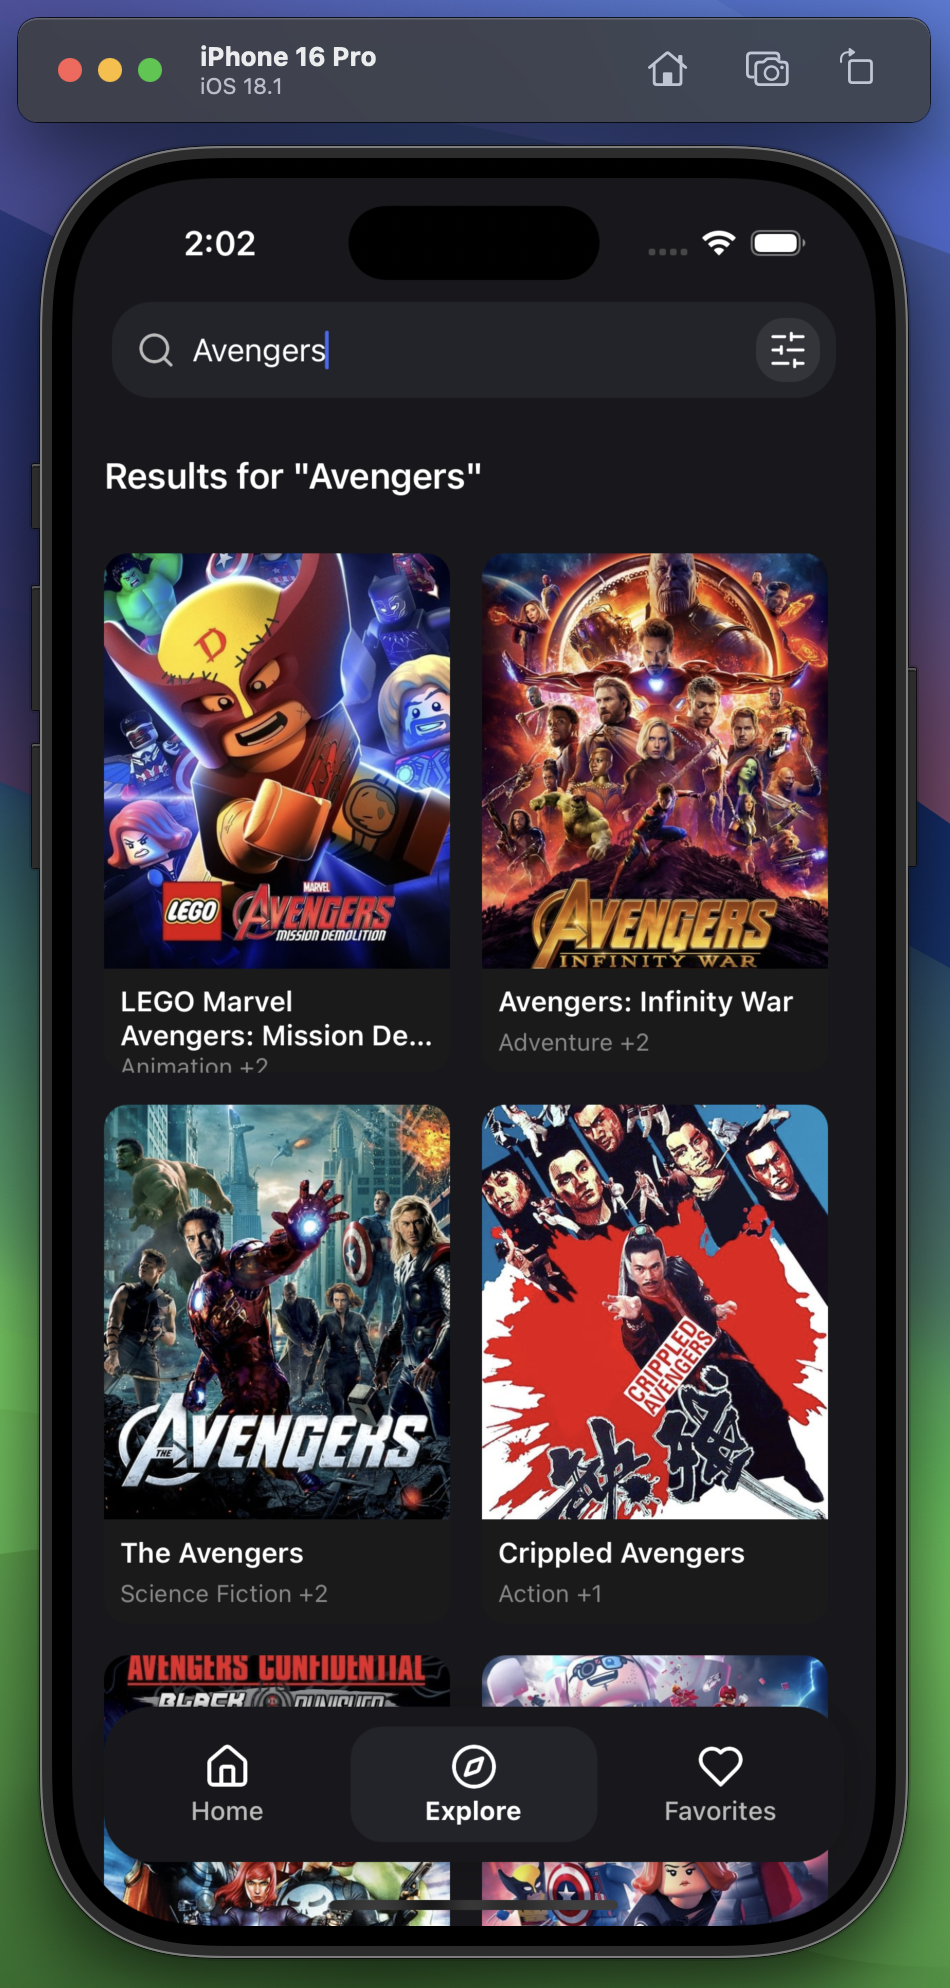 iPhone 16 Pro
iOS 18.1
2:02
Avengers
Results for "Avengers"
D
LEGO
MARVEL
AVENGERS
MISSION DEMOLITION
AVENGERS
INFINITY WAR
LEGO Marvel
Avengers: Mission De...
Animation +2
Avengers: Infinity War
Adventure +2
THE AVENGERS
CRIPPLED
AVENGERS
The Avengers
Science Fiction +2
Crippled Avengers
Action +1
AVENGERS CONFIDENTIAL
BLACK
PUNISHER
Home
Explore
Favorites